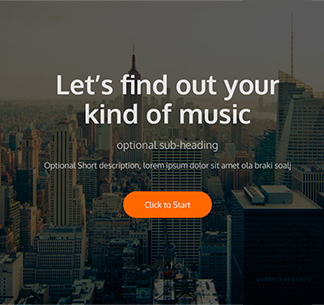 Let's find out your
kind of music
optional sub-heading
Optional Short description, lorem ipsum dolor sit amet ola braki soalj
Click to Start